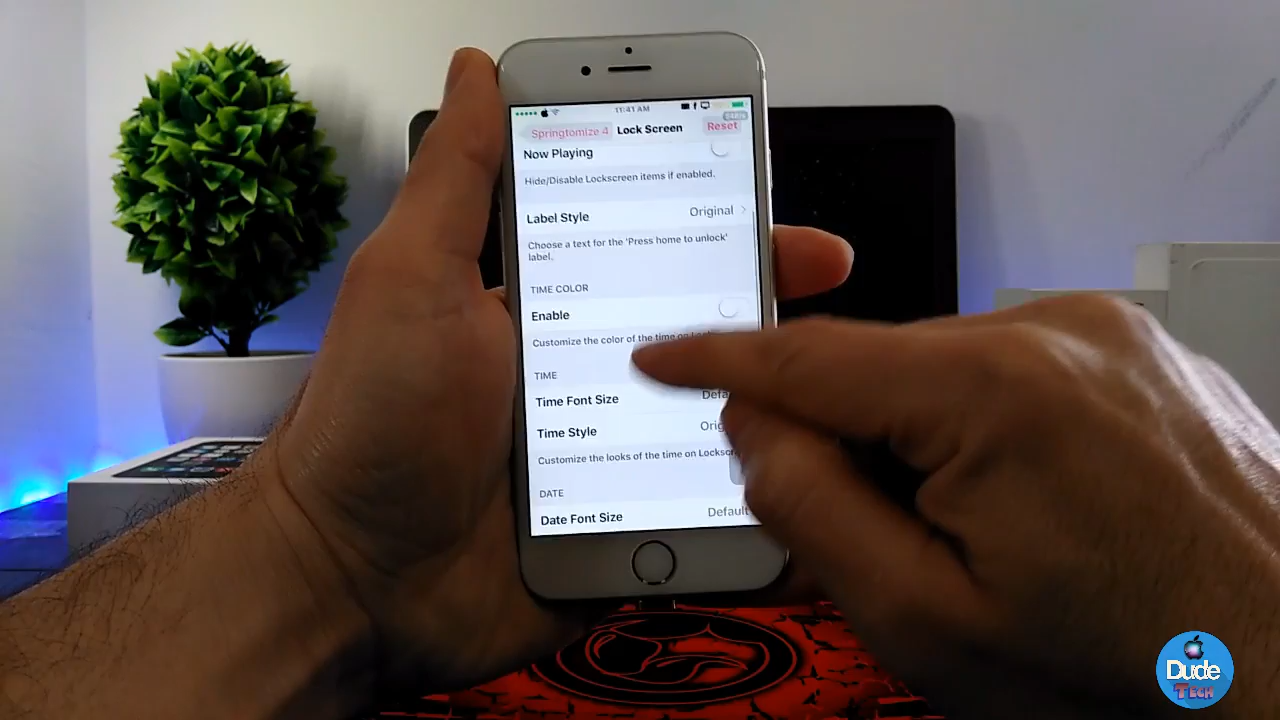 11:41 AM
Springtomize 4 Lock Screen Reset
Now Playing
Hide/Disable Lockscreen items if enabled.
Label Style Original
Choose a text for the 'Press home to unlock'
label.
TIME COLOR
Enable
Customize the color of the time on
TIME
Time Font Size
Time Style
Customize the looks of the time on
DATE
Date Font Size Default
Dude
TECH